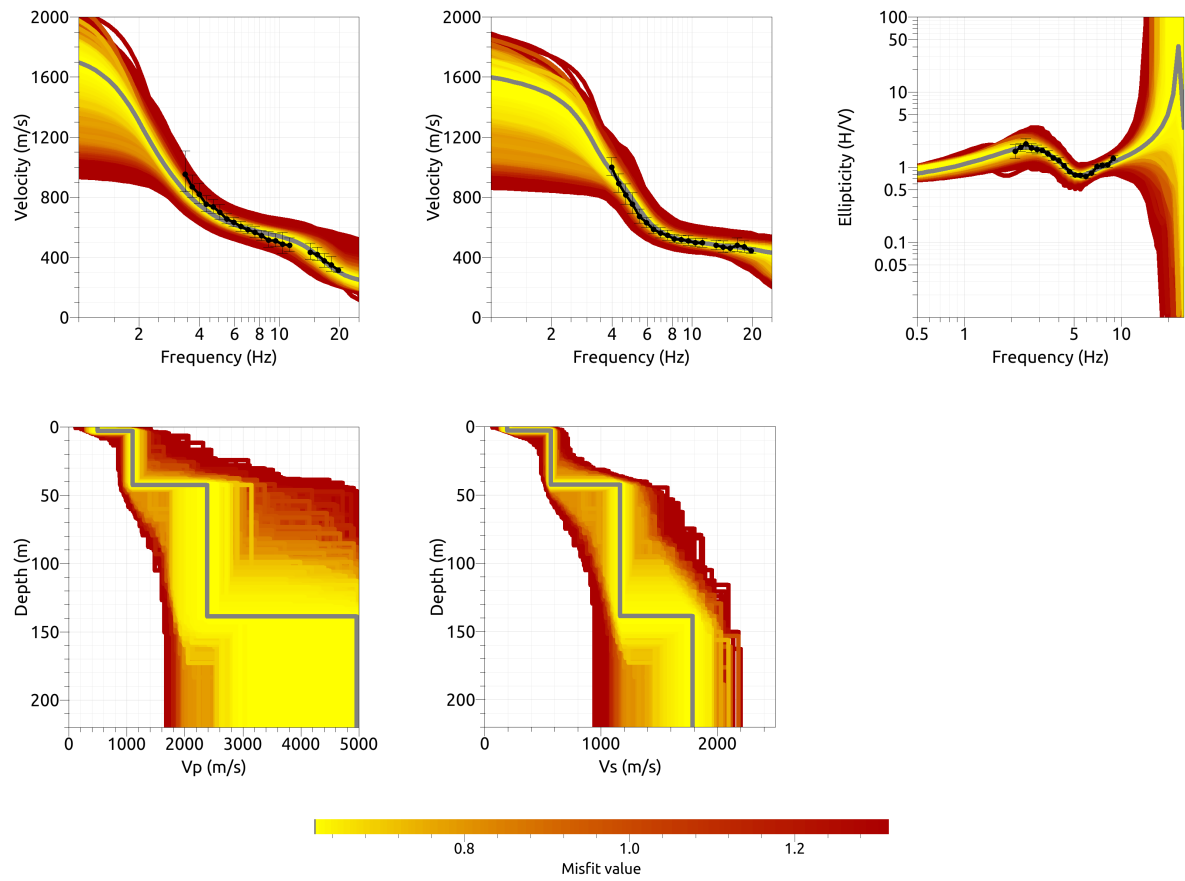 2000
1600
1200
800
400
0
Velocity (m/s)
2 4 6 8 10 20
Frequency (Hz)
2000
1600
1200
800
400
0
Velocity (m/s)
2 4 6 8 10 20
Frequency (Hz)
100
50
10
5
1
0.5
0.1
0.05
Ellipticity (H/V)
0.5 1 5 10
Frequency (Hz)
0
50
100
150
200
Depth (m)
0 1000 2000 3000 4000 5000
Vp (m/s)
0
50
100
150
200
Depth (m)
0 1000 2000
Vs (m/s)
0.8 1.0 1.2
Misfit value